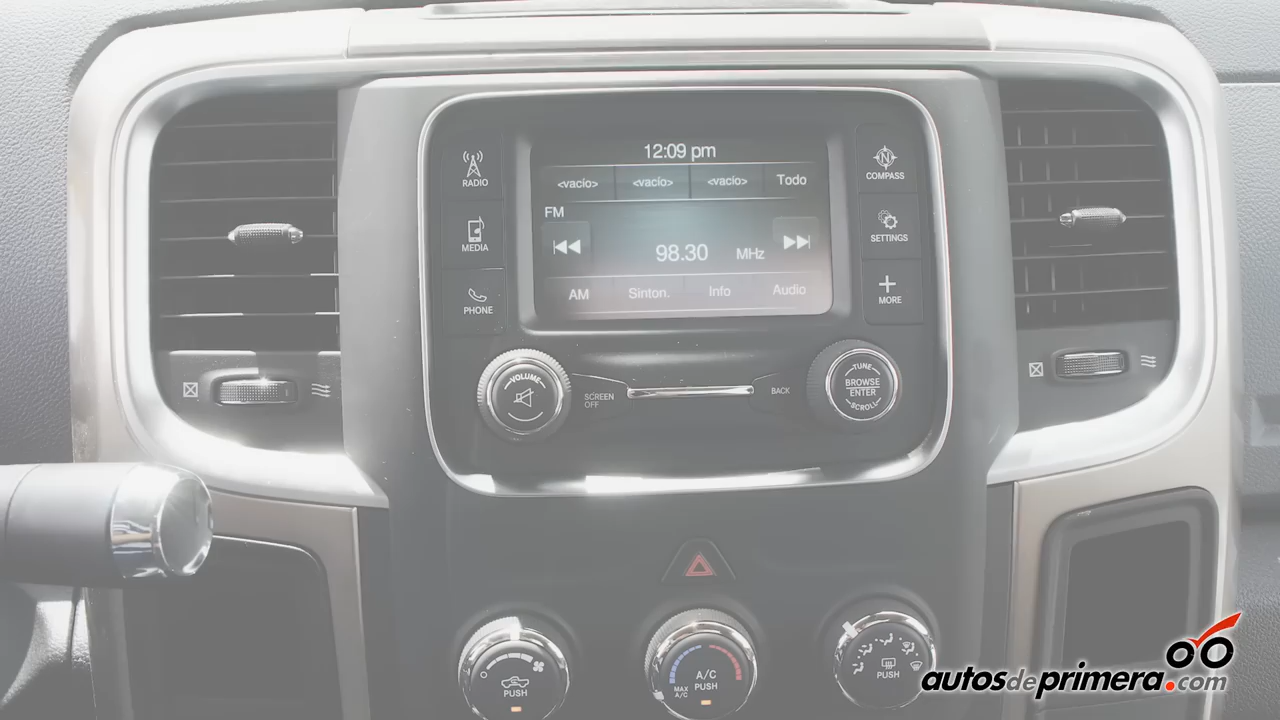 12:09 pm
<vacío> <vacío> <vacío> Todo
FM
98.30 MHz
AM Sinton. Info Audio
RADIO
MEDIA
PHONE
N
COMPASS
SETTINGS
MORE
VOLUME
SCREEN
OFF
BACK
TUNE
BROWSE
ENTER
SCROLL
PUSH
A/C
PUSH
MAX
A/C
PUSH
autosdeprimera.com